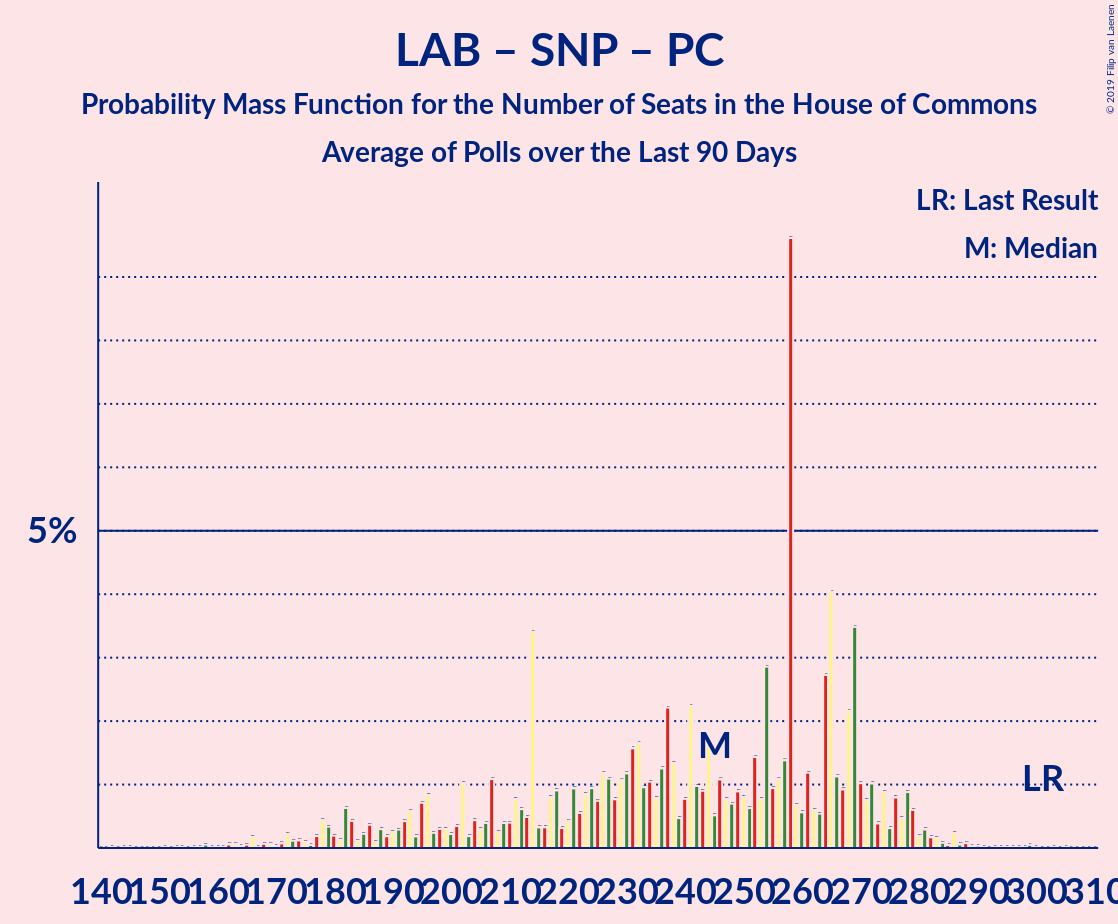 LAB – SNP – PC
Probability Mass Function for the Number of Seats in the House of Commons
Average of Polls over the Last 90 Days
© 2019 Filip van Laenen
LR: Last Result
M: Median
5%
M
LR
140 150 160 170 180 190 200 210 220 230 240 250 260 270 280 290 300 310